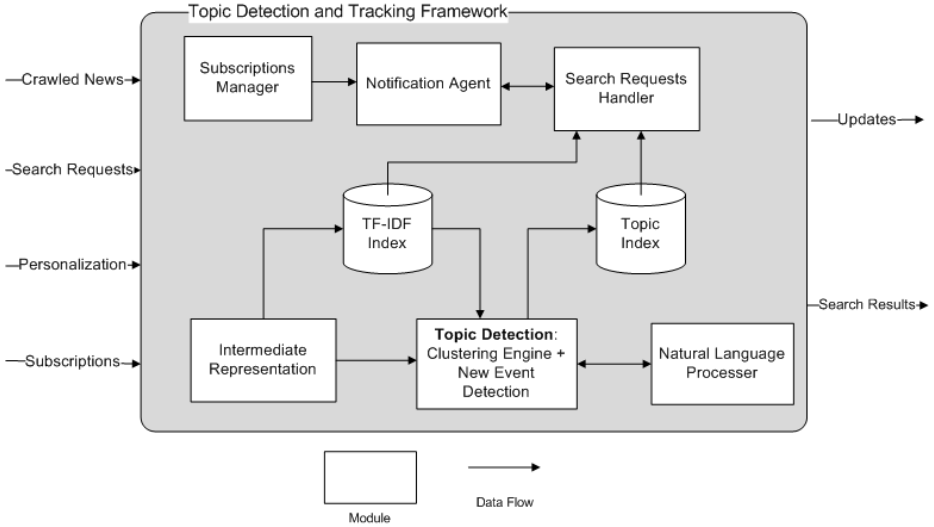 Topic Detection and Tracking Framework
Crawled News
Search Requests
Personalization
Subscriptions
Subscriptions
Manager
Notification Agent
Search Requests
Handler
TF-IDF
Index
Topic
Index
Intermediate
Representation
Topic Detection:
Clustering Engine +
New Event
Detection
Natural Language
Processer
Updates
Search Results
Module
Data Flow